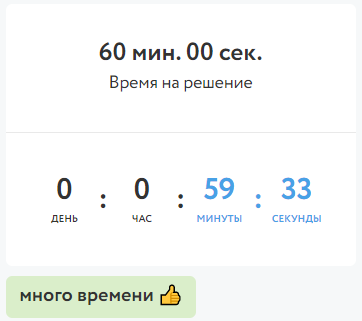 60 мин. 00 сек.
Время на решение
0 : 0 : 59 : 33
ДЕНЬ ЧАС МИНУТЫ СЕКУНДЫ
много времени 👍